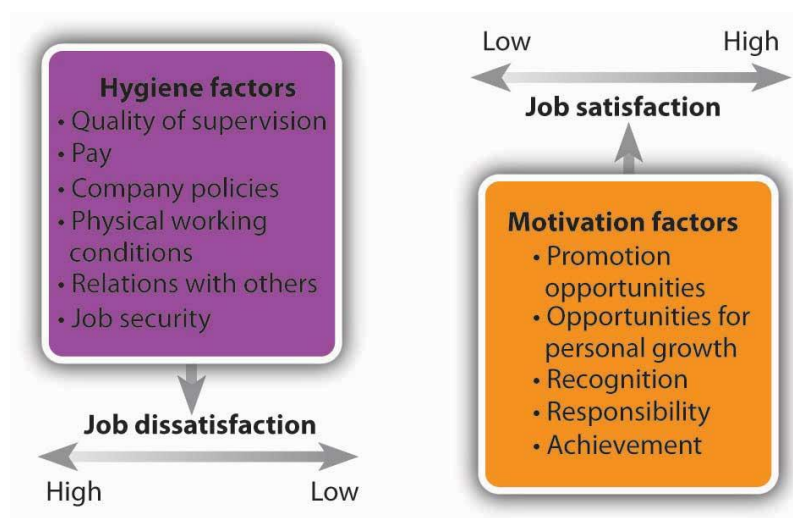 Hygiene factors
• Quality of supervision
• Pay
• Company policies
• Physical working
conditions
• Relations with others
• Job security
Job dissatisfaction
High Low
Low High
Job satisfaction
Motivation factors
• Promotion
opportunities
• Opportunities for
personal growth
• Recognition
• Responsibility
• Achievement